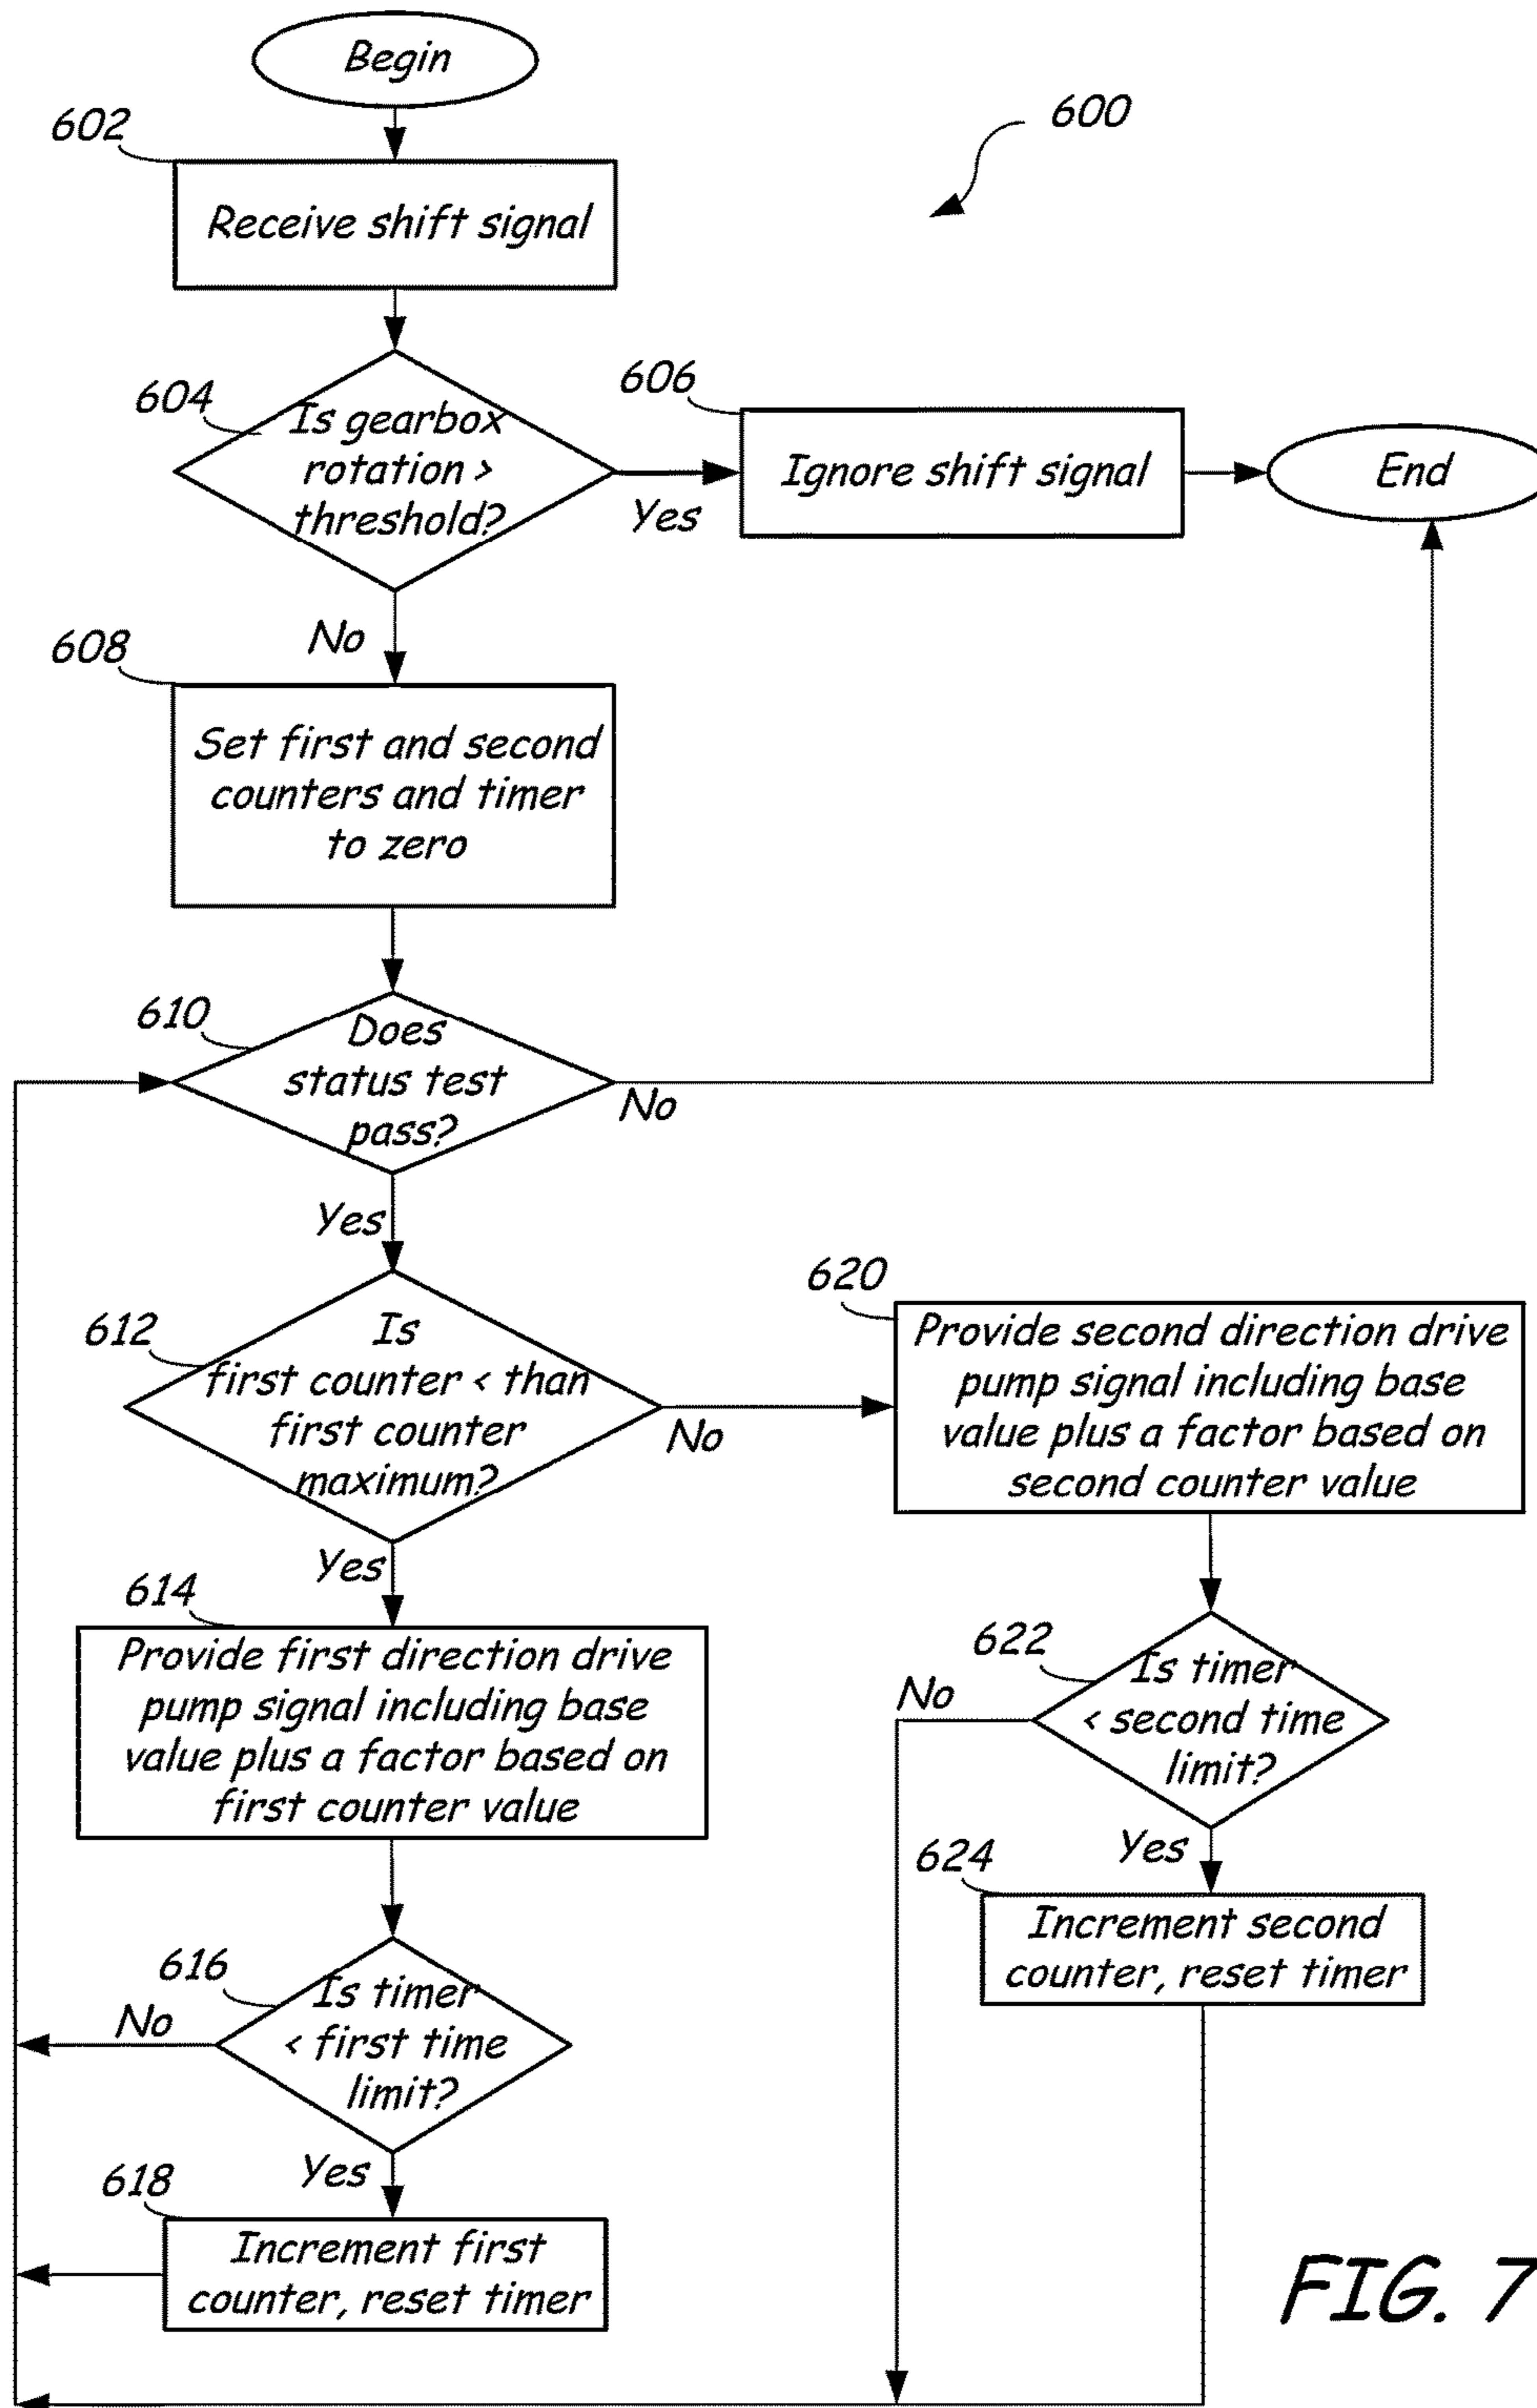 Begin
600
602
Receive shift signal
604
Is gearbox
rotation >
threshold?
Yes
606
Ignore shift signal
End
No
608
Set first and second
counters and timer
to zero
610
Does
status test
pass?
No
Yes
612
Is
first counter < than
first counter
maximum?
No
Yes
620
Provide second direction drive
pump signal including base
value plus a factor based on
second counter value
614
Provide first direction drive
pump signal including base
value plus a factor based on
first counter value
622
Is timer
< second time
limit?
No
Yes
624
Increment second
counter, reset timer
616
Is timer
< first time
limit?
No
Yes
618
Increment first
counter, reset timer
FIG. 7